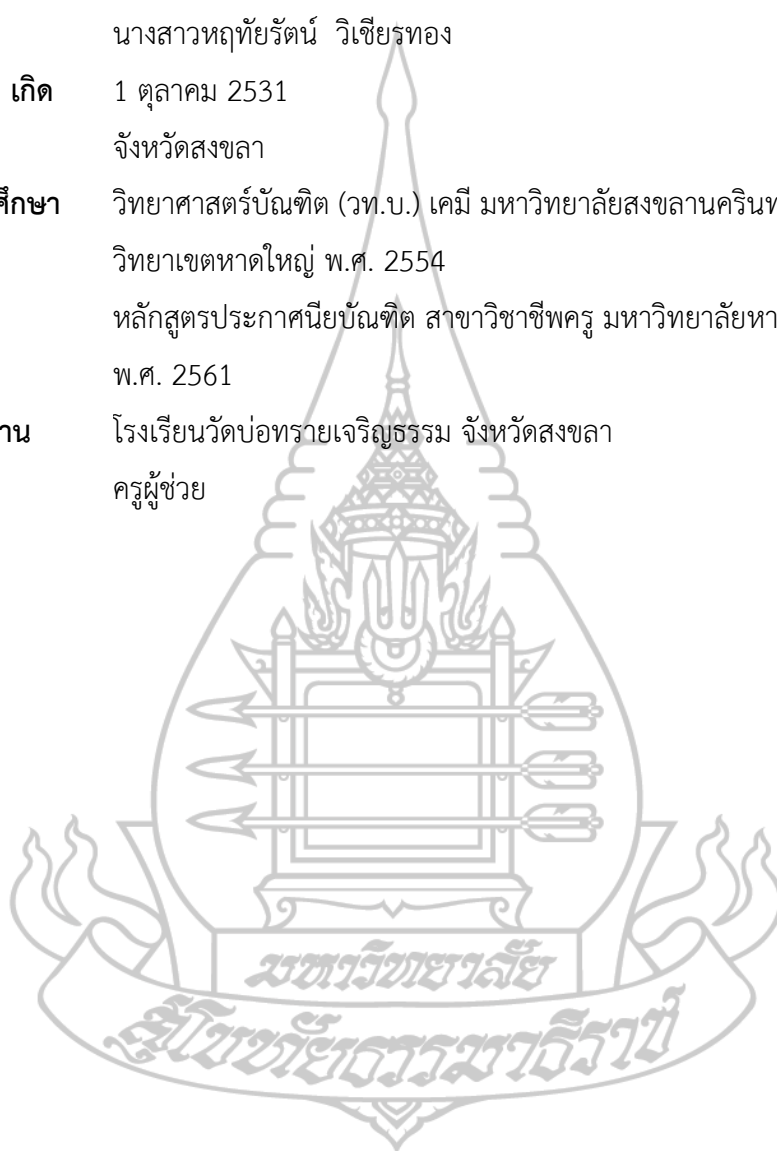 นางสาวหฤทัยรัตน์ วิเชียรทอง
เกิด 1 ตุลาคม 2531
จังหวัดสงขลา
ศึกษา วิทยาศาสตร์บัณฑิต (วท.บ.) เคมี มหาวิทยาลัยสงขลานครินท
วิทยาเขตหาดใหญ่ พ.ศ. 2554
หลักสูตรประกาศนียบัณฑิต สาขาวิชาชีพครู มหาวิทยาลัยหา
พ.ศ. 2561
าน โรงเรียนวัดบ่อทรายเจริญธรรม จังหวัดสงขลา
ครูผู้ช่วย
มหาวิทยาลัย
สุโขทัยธรรมาธิราช